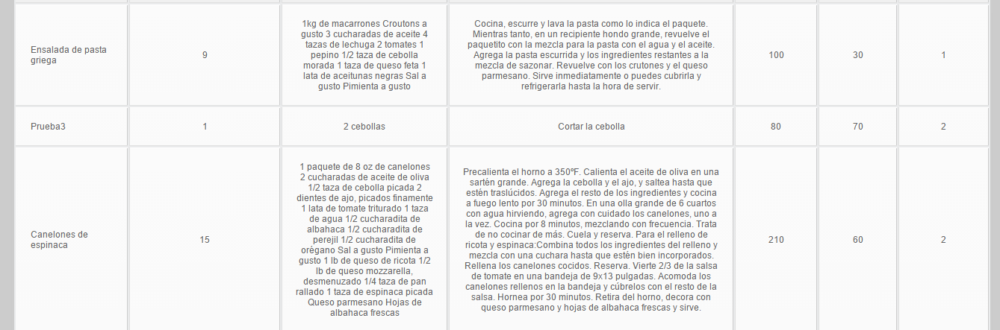 Ensalada de pasta
griega
9
1kg de macarrones Croutons a
gusto 3 cucharadas de aceite 4
tazas de lechuga 2 tomates 1
pepino 1/2 taza de cebolla
morada 1 taza de queso feta 1
lata de aceitunas negras Sal a
gusto Pimienta a gusto
Cocina, escurre y lava la pasta como lo indica el paquete.
Mientras tanto, en un recipiente hondo grande, revuelve el
paquetito con la mezcla para la pasta con el agua y el aceite.
Agrega la pasta escurrida y los ingredientes restantes a la
mezcla de sazonar. Revuelve con los crutones y el queso
parmesano. Sirve inmediatamente o puedes cubrirla y
refrigerarla hasta la hora de servir.
100
30
1
Prueba3
1
2 cebollas
Cortar la cebolla
80
70
2
Canelones de
espinaca
15
1 paquete de 8 oz de canelones
2 cucharadas de aceite de oliva
1/2 taza de cebolla picada 2
dientes de ajo, picados finamente
1 lata de tomate triturado 1 taza
de agua 1/2 cucharadita de
albahaca 1/2 cucharadita de
perejil 1/2 cucharadita de
orégano Sal a gusto Pimienta a
gusto 1 lb de queso de ricota 1/2
lb de queso mozzarella,
desmenuzado 1/4 taza de pan
rallado 1 taza de espinaca picada
Queso parmesano Hojas de
albahaca frescas
Precalienta el horno a 350ºF. Calienta el aceite de oliva en una
sartén grande. Agrega la cebolla y el ajo, y saltea hasta que
estén traslúcidos. Agrega el resto de los ingredientes y cocina
a fuego lento por 30 minutos. En una olla grande de 6 cuartos
con agua hirviendo, agrega con cuidado los canelones, uno a
la vez. Cocina por 8 minutos, mezclando con frecuencia. Trata
de no cocinar de más. Cuela y reserva. Para el relleno de
ricota y espinaca:Combina todos los ingredientes del relleno y
mezcla con una cuchara hasta que estén bien incorporados.
Rellena los canelones cocidos. Reserva. Vierte 2/3 de la salsa
de tomate en una bandeja de 9x13 pulgadas. Acomoda los
canelones rellenos en la bandeja y cúbrelos con el resto de la
salsa. Hornea por 30 minutos. Retira del horno, decora con
queso parmesano y hojas de albahaca frescas y sirve.
210
60
2